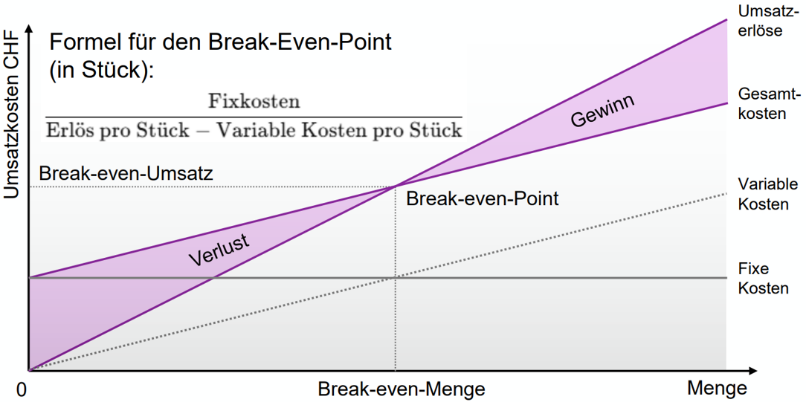 Umsatzkosten CHF
Formel für den Break-Even-Point
(in Stück):
Fixkosten
Erlös pro Stück − Variable Kosten pro Stück
Umsatz-
erlöse
Gewinn
Gesamt-
kosten
Break-even-Umsatz
Break-even-Point
Variable
Kosten
Verlust
Fixe
Kosten
0
Break-even-Menge
Menge